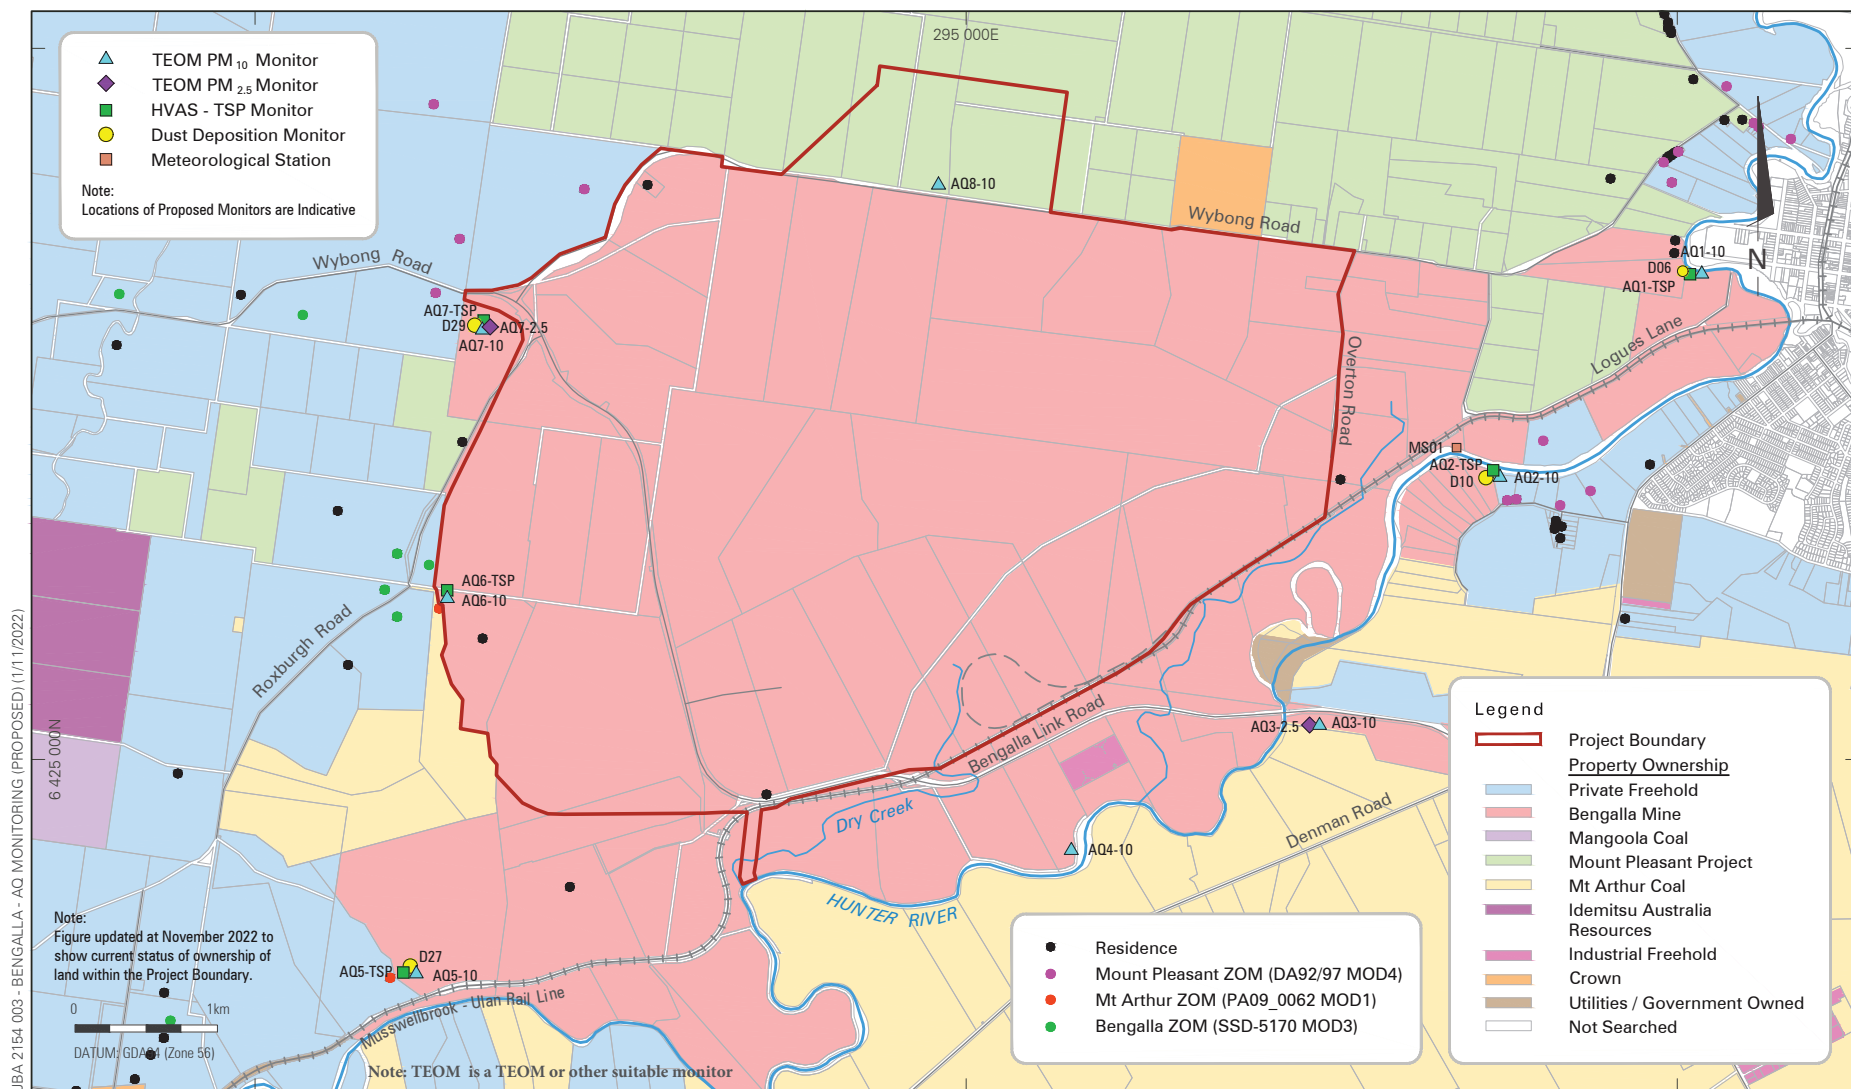 TEOM PM 10 Monitor
TEOM PM 2.5 Monitor
HVAS - TSP Monitor
Dust Deposition Monitor
Meteorological Station
Note:
Locations of Proposed Monitors are Indicative
295 000E
AQ8-10
Wybong Road
Wybong Road
AQ1-10
D06
AQ1-TSP
N
AQ7-TSP
D29
AQ7-2.5
AQ7-10
Overton Road
Logues Lane
MS01
AQ2-TSP
D10
AQ2-10
AQ6-TSP
AQ6-10
Roxburgh Road
6 425 000N
Bengalla Link Road
AQ3-2.5
AQ3-10
Dry Creek
Denman Road
AQ4-10
HUNTER RIVER
Legend
Project Boundary
Property Ownership
Private Freehold
Bengalla Mine
Mangoola Coal
Mount Pleasant Project
Mt Arthur Coal
Idemitsu Australia
Resources
Industrial Freehold
Crown
Utilities / Government Owned
Not Searched
Residence
Mount Pleasant ZOM (DA92/97 MOD4)
Mt Arthur ZOM (PA09_0062 MOD1)
Bengalla ZOM (SSD-5170 MOD3)
Note:
Figure updated at November 2022 to
show current status of ownership of
land within the Project Boundary.
D27
AQ5-TSP
AQ5-10
Musswellbrook - Ulan Rail Line
0 1km
DATUM: GDA94 (Zone 56)
Note: TEOM is a TEOM or other suitable monitor
UBA 2154 003 - BENGALLA - AQ MONITORING (PROPOSED) (1/11/2022)